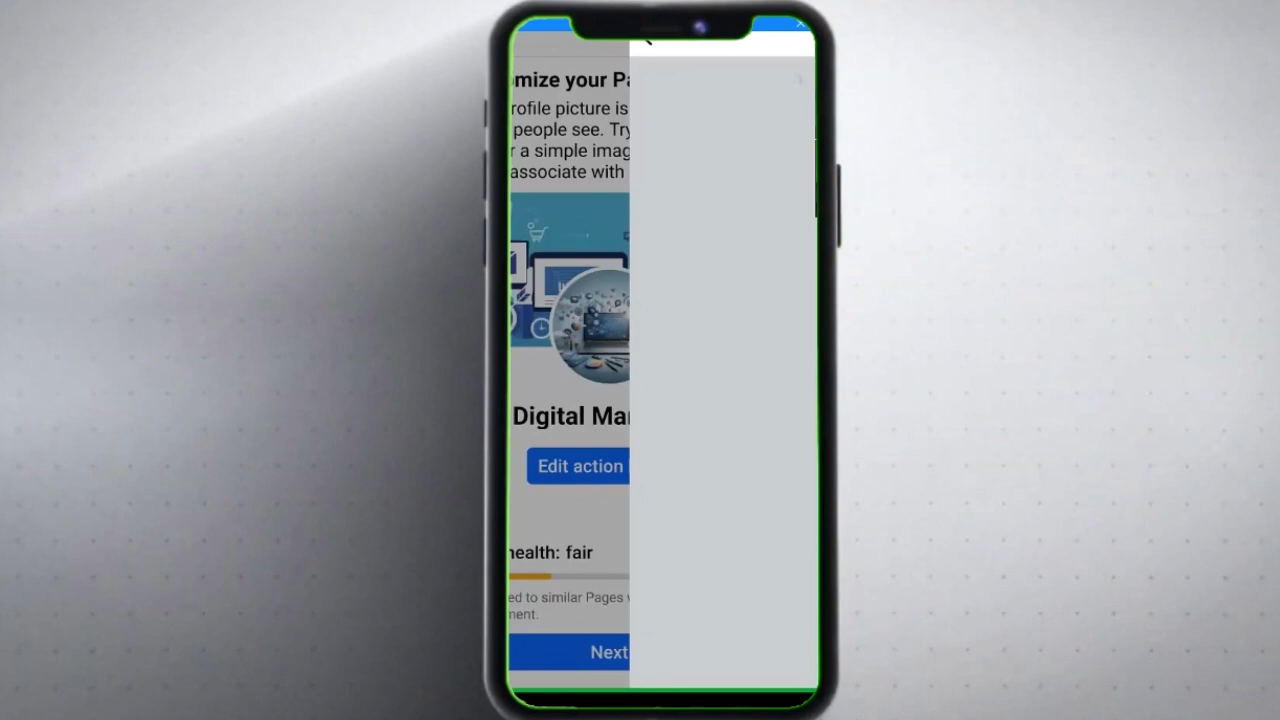 omize your Pa
rofile picture is
people see. Try
r a simple imag
associate with
Digital Mar
Edit action
health: fair
ed to similar Pages
ment.
Next